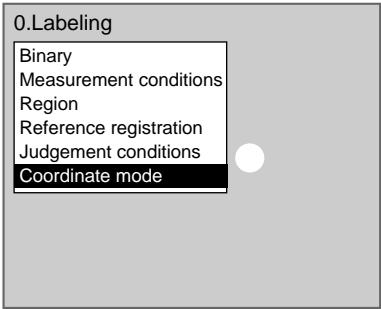 0.Labeling
Binary
Measurement conditions
Region
Reference registration
Judgement conditions
Coordinate mode